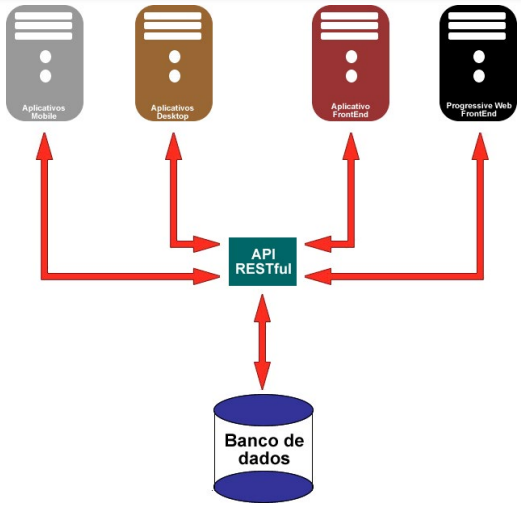 Aplicativos
Mobile
Aplicativos
Desktop
Aplicativo
FrontEnd
Progressive Web
FrontEnd
API
RESTful
Banco de
dados